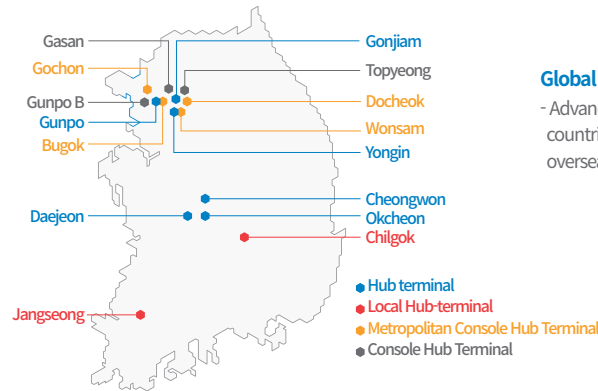 Gasan
Gochon
Gunpo B
Gunpo
Bugok
Daejeon
Jangseong
Gonjiam
Topyeong
Docheok
Wonsam
Yongin
Cheongwon
Okcheon
Chilgok
Hub terminal
Local Hub-terminal
Metropolitan Console Hub Terminal
Console Hub Terminal
Global
- Advan
countri
oversea